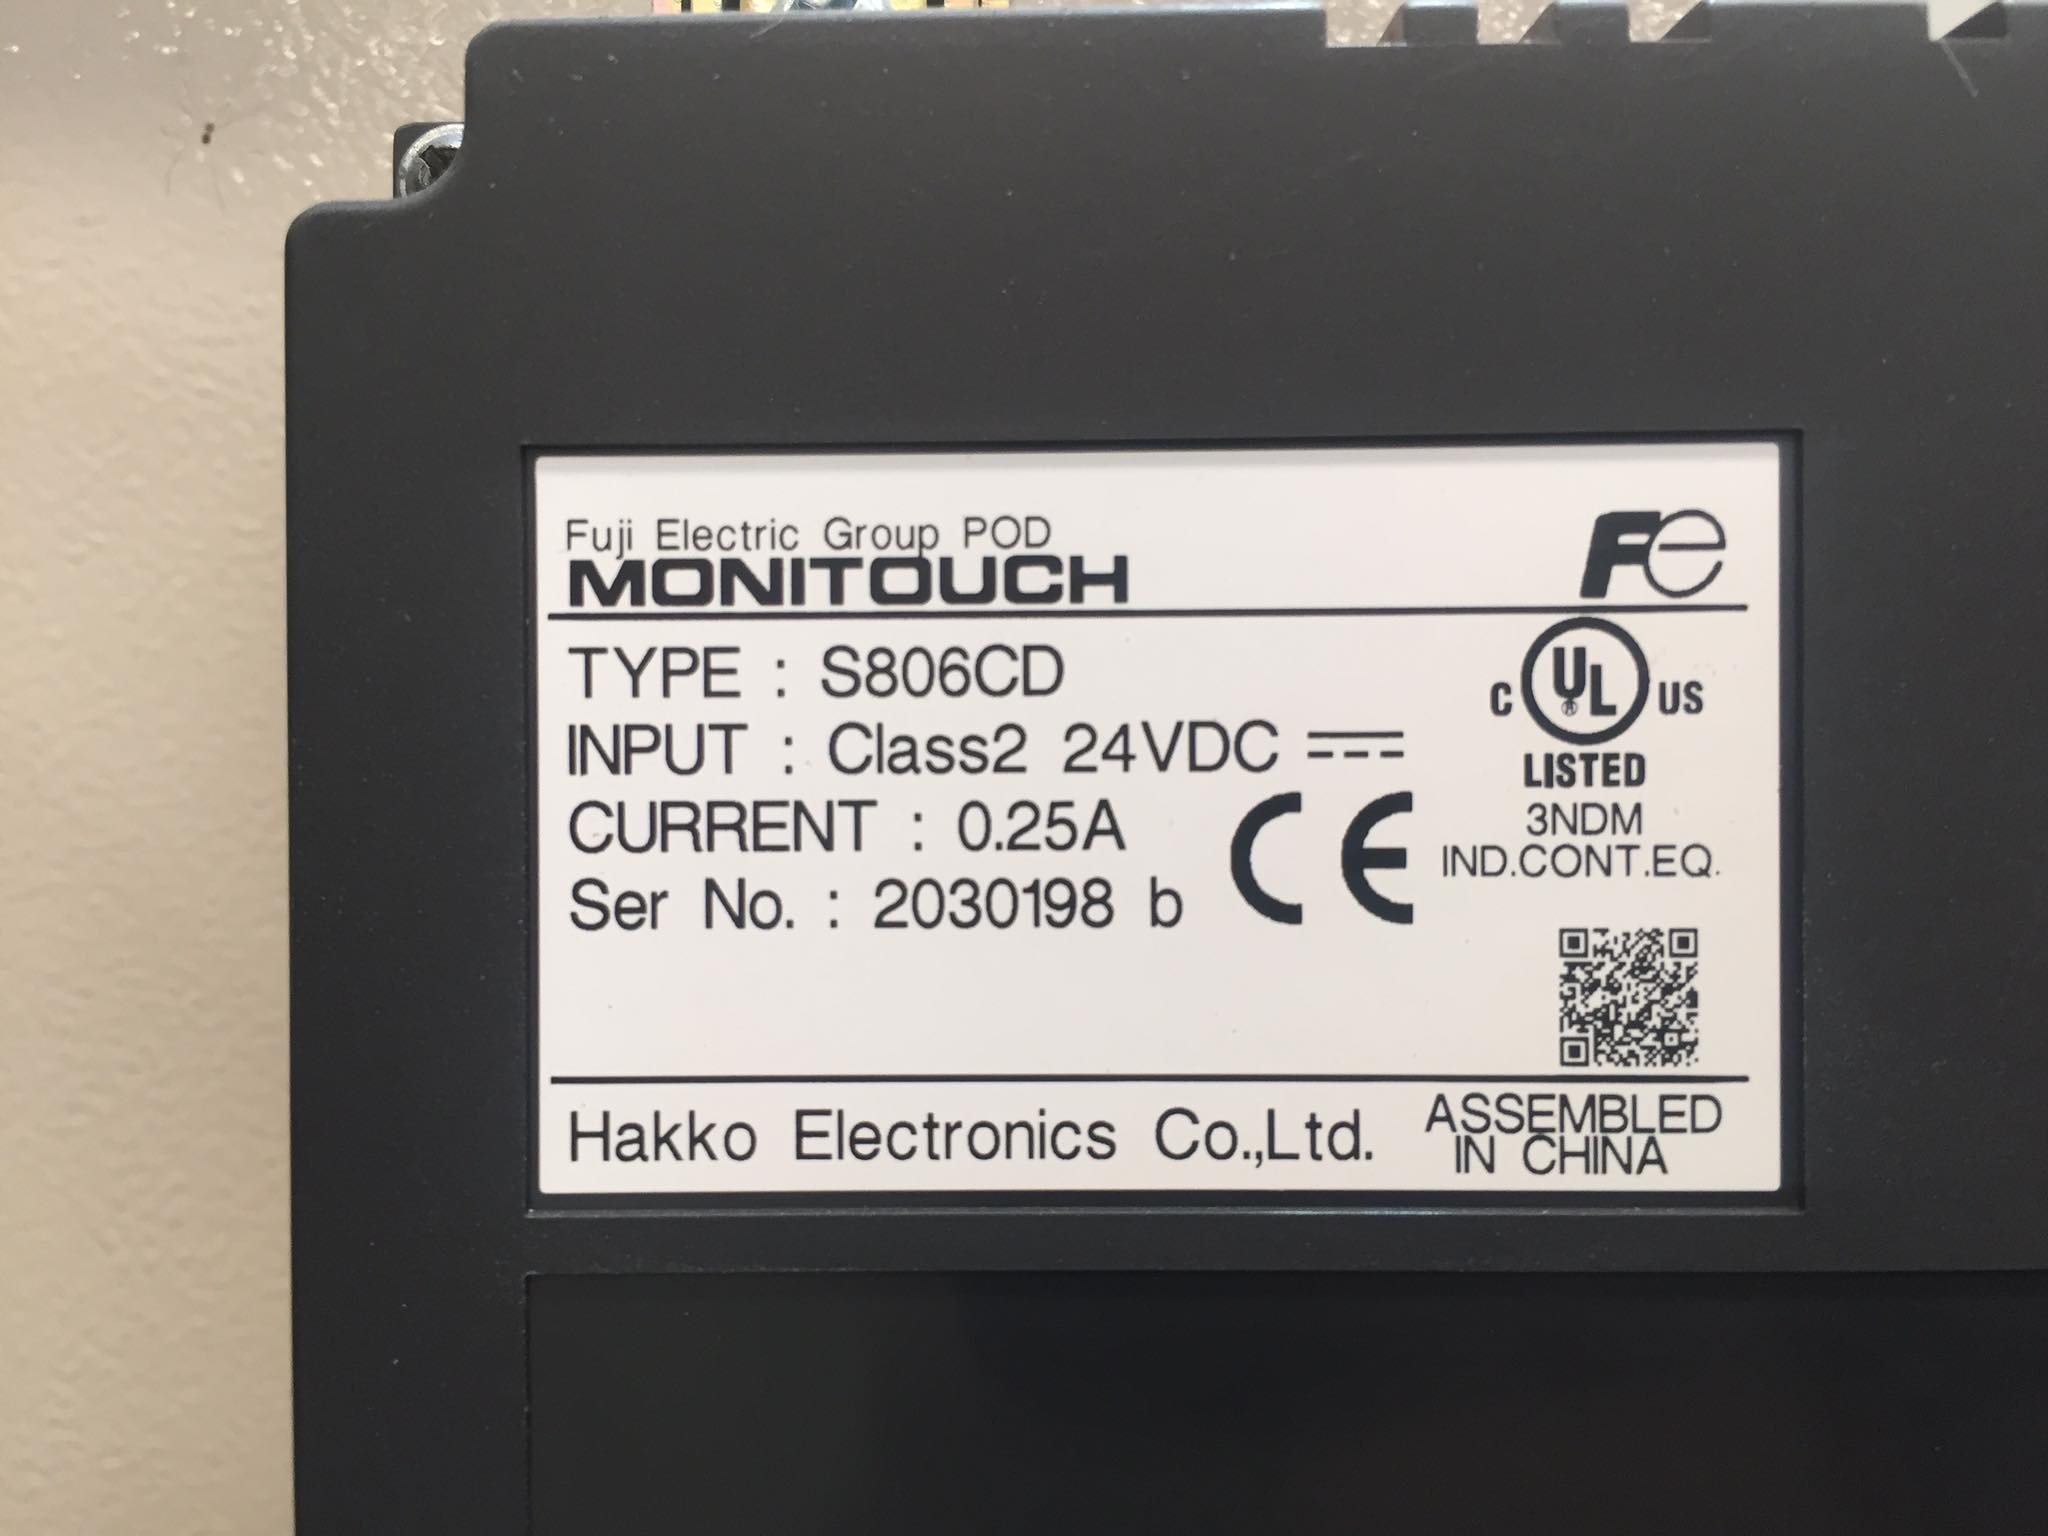 Fuji Electric Group POD
MONITOUCH
Fe
TYPE : S806CD
INPUT : Class2 24VDC
CURRENT : 0.25A
Ser No. : 2030198 b
CE
C UL® US
LISTED
3NDM
IND.CONT.EQ.
Hakko Electronics Co.,Ltd.
ASSEMBLED
IN CHINA